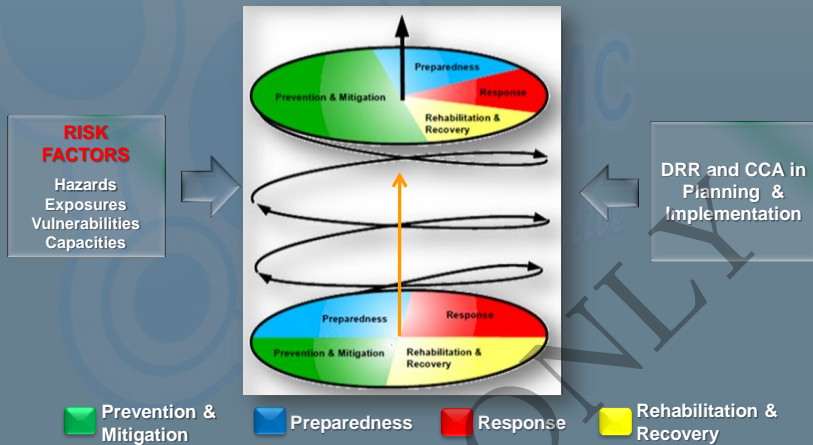 Preparedness
Prevention & Mitigation
Response
Rehabilitation &
Recovery
RISK
FACTORS
Hazards
Exposures
Vulnerabilities
Capacities
DRR and CCA in
Planning &
Implementation
Preparedness
Response
Prevention & Mitigation
Rehabilitation &
Recovery
ONLY
Prevention &
Mitigation
Preparedness
Response
Rehabilitation &
Recovery